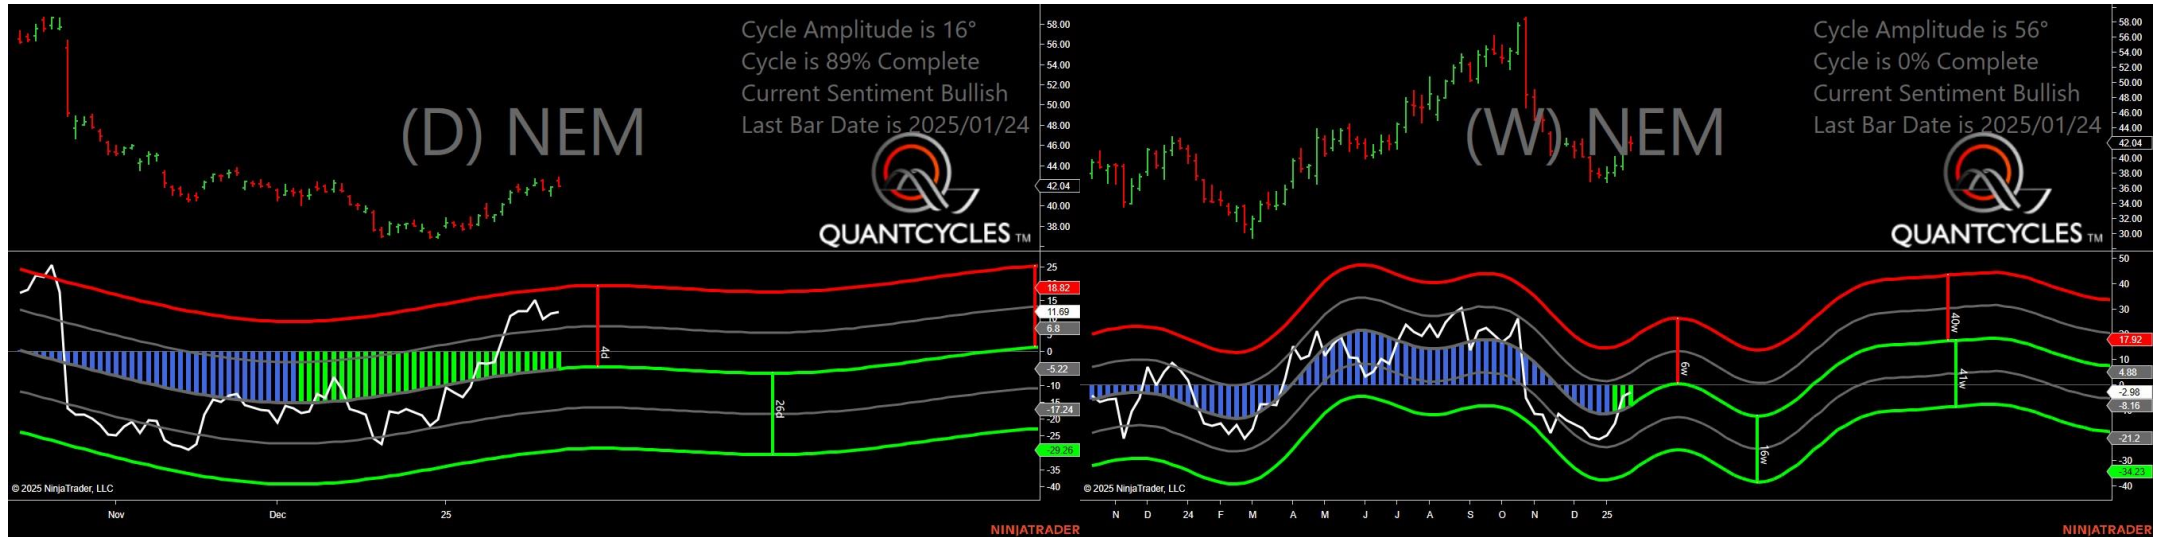 Cycle Amplitude is 16°
Cycle is 89% Complete
Current Sentiment Bullish
Last Bar Date is 2025/01/24
(D) NEM
QUANTCYCLES TM
58.00
56.00
54.00
52.00
50.00
48.00
46.00
44.00
42.04
40.00
38.00
25
18.82
15
11.69
6.8
0
-5.22
-10
-17.24
-20
-25
-29.26
-35
-40
4d
26d
© 2025 NinjaTrader, LLC
Nov
Dec
25
NINJATRADER
Cycle Amplitude is 56°
Cycle is 0% Complete
Current Sentiment Bullish
Last Bar Date is 2025/01/24
(W) NEM
QUANTCYCLES TM
58.00
56.00
54.00
52.00
50.00
48.00
46.00
44.00
42.04
40.00
38.00
36.00
34.00
32.00
30.00
50
40
30
17.92
10
4.88
-2.98
-8.16
-21.2
-30
-34.23
-40
6w
16w
40w
41w
© 2025 NinjaTrader, LLC
N D 24 F M A M J J A S O N D 25
NINJATRADER